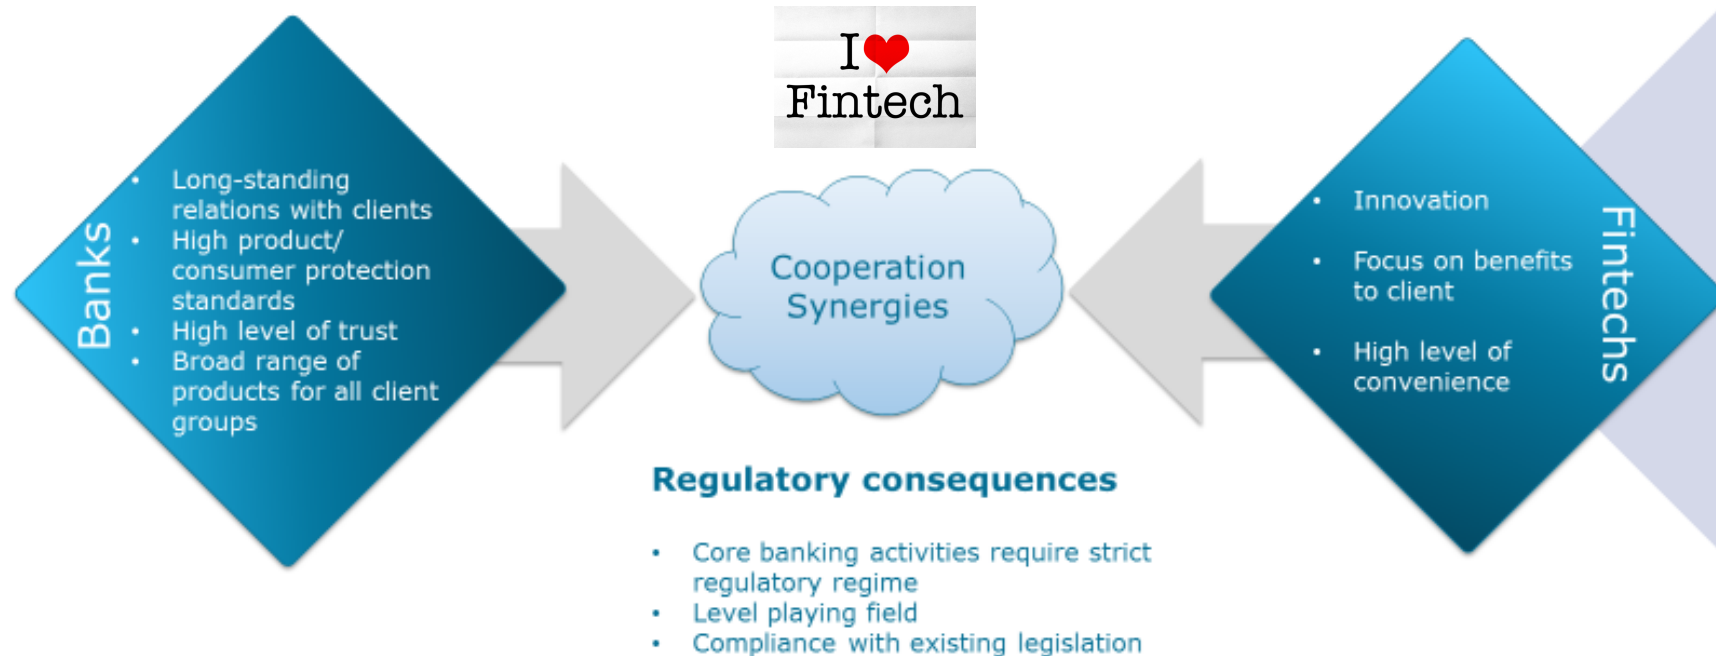 I❤
Fintech
Banks
• Long-standing
relations with clients
• High product/
consumer protection
standards
• High level of trust
• Broad range of
products for all client
groups
Cooperation
Synergies
• Innovation
• Focus on benefits
to client
• High level of
convenience
Fintechs
Regulatory consequences
• Core banking activities require strict
regulatory regime
• Level playing field
• Compliance with existing legislation